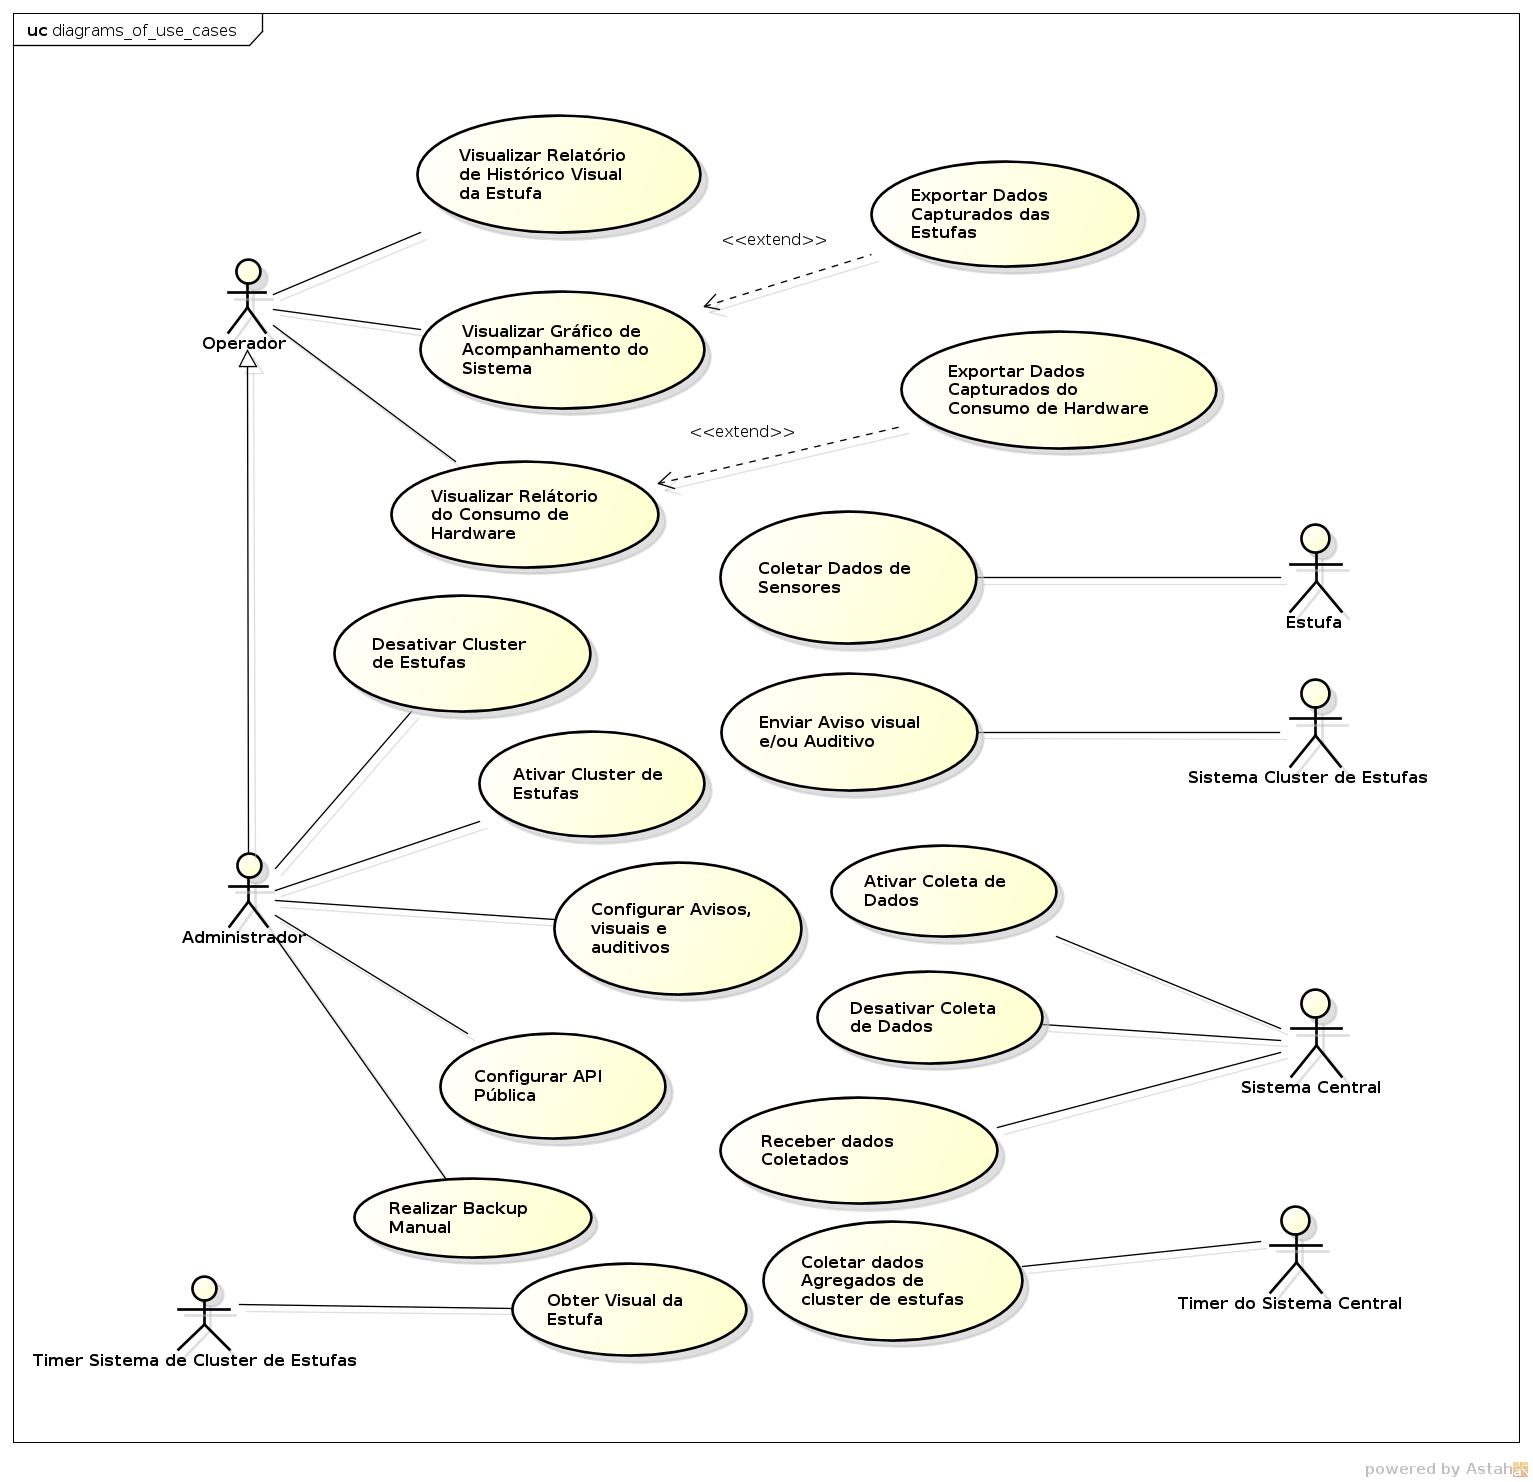 uc diagrams_of_use_cases
Visualizar Relatório
de Histórico Visual
da Estufa
Exportar Dados
Capturados das
Estufas
<<extend>>
Operador
Visualizar Gráfico de
Acompanhamento do
Sistema
Exportar Dados
Capturados do
Consumo de Hardware
<<extend>>
Visualizar Relátorio
do Consumo de
Hardware
Coletar Dados de
Sensores
Estufa
Desativar Cluster
de Estufas
Enviar Aviso visual
e/ou Auditivo
Sistema Cluster de Estufas
Ativar Cluster de
Estufas
Ativar Coleta de
Dados
Administrador
Configurar Avisos,
visuais e
auditivos
Desativar Coleta
de Dados
Sistema Central
Configurar API
Pública
Receber dados
Coletados
Realizar Backup
Manual
Coletar dados
Agregados de
cluster de estufas
Timer do Sistema Central
Obter Visual da
Estufa
Timer Sistema de Cluster de Estufas
powered by Astah